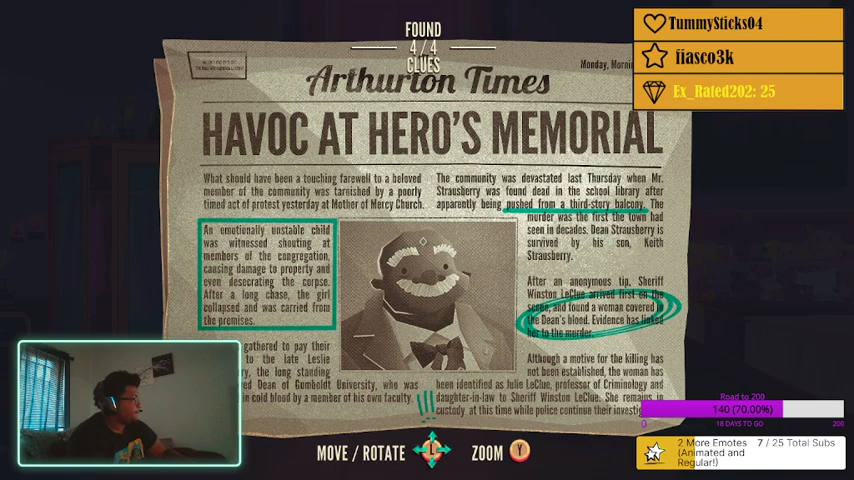 FOUND
4/4
CLUES
TummySticks04
fiasco3k
Ex_Rated202: 25
Arthurton Times
Monday, Mornin
HAVOC AT HERO'S MEMORIAL
What should have been a touching farewell to a beloved
member of the community was tarnished by a poorly
timed act of protest yesterday at Mother of Mercy Church.
An emotionally unstable child
was witnessed shouting at
members of the congregation,
causing damage to property and
even desecrating the corpse.
After a long chase, the girl
collapsed and was carried from
the premises.
gathered to pay their
to the late Leslie
ry, the long standing
ed Dean of Gumboldt University, who was
in cold blood by a member of his own faculty.
The community was devastated last Thursday when Mr.
Strausberry was found dead in the school library after
apparently being pushed from a third-story balcony. The
murder was the first the town had
seen in decades. Dean Strausberry is
survived by his son, Keith
Strausberry.
After an anonymous tip, Sheriff
Winston LeClue arrived first on the
scene, and found a woman covered in
the Dean's blood. Evidence has linked
her to the murder.
Although a motive for the killing has
not been established, the woman has
been identified as Julie LeClue, professor of Criminology and
daughter-in-law to Sheriff Winston LeClue. She remains in
custody at this time while police continue their investig
!!!
MOVE / ROTATE L ZOOM Y
Road to 200
140 (70.00%)
0 18 DAYS TO GO 200
2 More Emotes 7 / 25 Total Subs
(Animated and
Regular!)